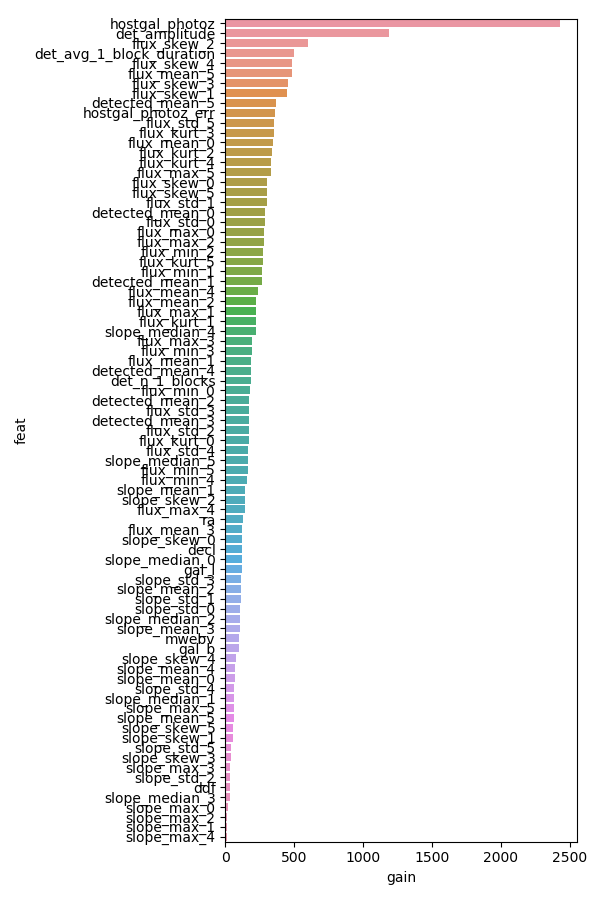 hostgal_photoz
det_amplitude
flux_skew_2
det_avg_1_block_duration
flux_skew_4
flux_mean_5
flux_skew_3
flux_skew_1
detected_mean_5
hostgal_photoz_err
flux_std_5
flux_kurt_3
flux_mean_0
flux_kurt_2
flux_kurt_4
flux_max_5
flux_skew_0
flux_skew_5
flux_std_1
detected_mean_0
flux_std_0
flux_max_0
flux_max_2
flux_min_2
flux_kurt_5
flux_min_1
detected_mean_1
flux_mean_4
flux_mean_2
flux_max_1
flux_kurt_1
slope_median_4
flux_max_3
flux_min_3
flux_mean_1
detected_mean_4
det_n_1_blocks
flux_min_0
detected_mean_2
flux_std_3
detected_mean_3
flux_std_2
flux_kurt_0
flux_std_4
slope_median_5
flux_min_5
flux_min_4
slope_mean_1
slope_skew_2
flux_max_4
ra
flux_mean_3
slope_skew_0
decl
slope_median_0
gal_l
slope_std_3
slope_mean_2
slope_std_1
slope_std_0
slope_median_2
slope_mean_3
mwebv
gal_b
slope_skew_4
slope_mean_4
slope_mean_0
slope_std_4
slope_median_1
slope_max_5
slope_mean_5
slope_skew_5
slope_skew_1
slope_std_5
slope_skew_3
slope_max_3
slope_std_2
ddf
slope_median_3
slope_max_0
slope_max_2
slope_max_1
slope_max_4
feat
0 500 1000 1500 2000 2500
gain